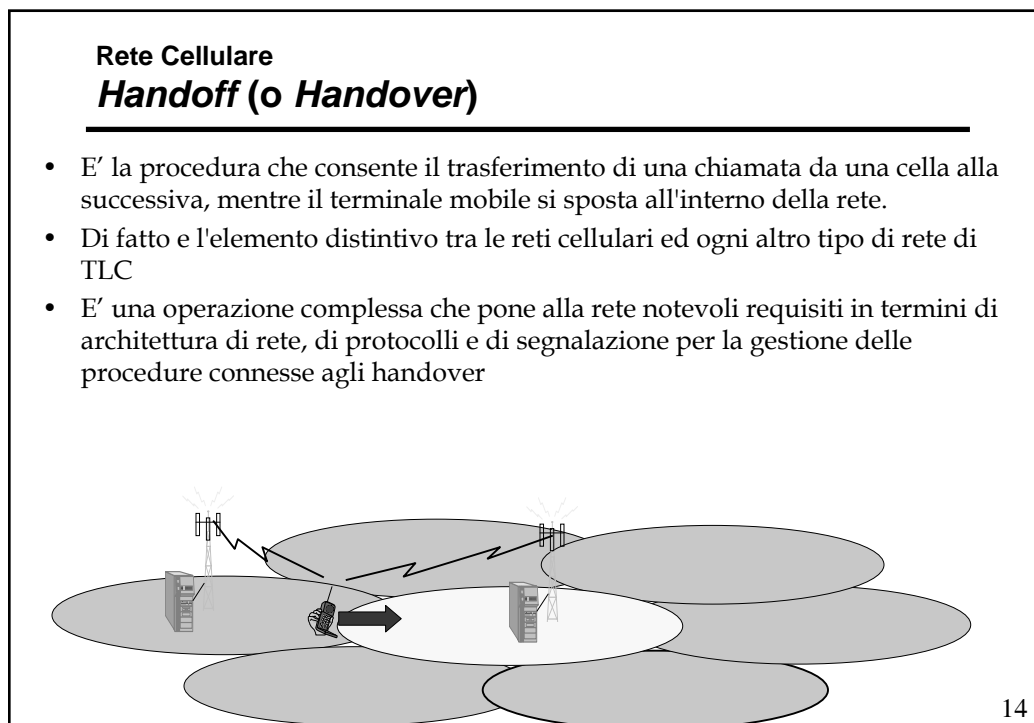 Rete Cellulare
Handoff (o Handover)
• E’ la procedura che consente il trasferimento di una chiamata da una cella alla
successiva, mentre il terminale mobile si sposta all'interno della rete.
• Di fatto e l'elemento distintivo tra le reti cellulari ed ogni altro tipo di rete di
TLC
• E’ una operazione complessa che pone alla rete notevoli requisiti in termini di
architettura di rete, di protocolli e di segnalazione per la gestione delle
procedure connesse agli handover
14